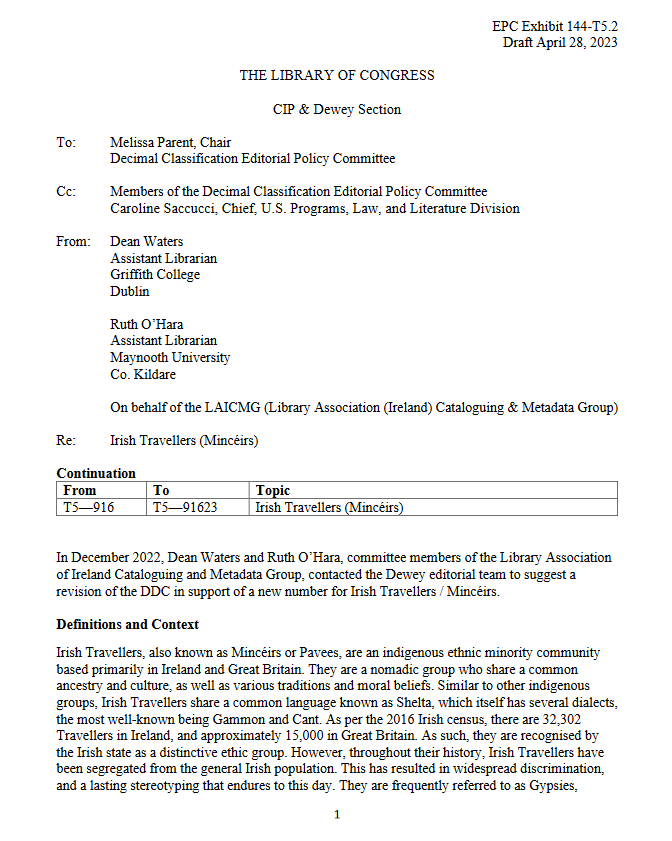 EPC Exhibit 144-T5.2
Draft April 28, 2023
THE LIBRARY OF CONGRESS
CIP & Dewey Section
To: Melissa Parent, Chair
Decimal Classification Editorial Policy Committee
Cc: Members of the Decimal Classification Editorial Policy Committee
Caroline Saccucci, Chief, U.S. Programs, Law, and Literature Division
From: Dean Waters
Assistant Librarian
Griffith College
Dublin
Ruth O’Hara
Assistant Librarian
Maynooth University
Co. Kildare
On behalf of the LAICMG (Library Association (Ireland) Cataloguing & Metadata Group)
Re: Irish Travellers (Mincéirs)
Continuation
From To Topic
T5—916 T5—91623 Irish Travellers (Mincéirs)
In December 2022, Dean Waters and Ruth O’Hara, committee members of the Library Association
of Ireland Cataloguing and Metadata Group, contacted the Dewey editorial team to suggest a
revision of the DDC in support of a new number for Irish Travellers / Mincéirs.
Definitions and Context
Irish Travellers, also known as Mincéirs or Pavees, are an indigenous ethnic minority community
based primarily in Ireland and Great Britain. They are a nomadic group who share a common
ancestry and culture, as well as various traditions and moral beliefs. Similar to other indigenous
groups, Irish Travellers share a common language known as Shelta, which itself has several dialects,
the most well-known being Gammon and Cant. As per the 2016 Irish census, there are 32,302
Travellers in Ireland, and approximately 15,000 in Great Britain. As such, they are recognised by
the Irish state as a distinctive ethic group. However, throughout their history, Irish Travellers have
been segregated from the general Irish population. This has resulted in widespread discrimination,
and a lasting stereotyping that endures to this day. They are frequently referred to as Gypsies,
1